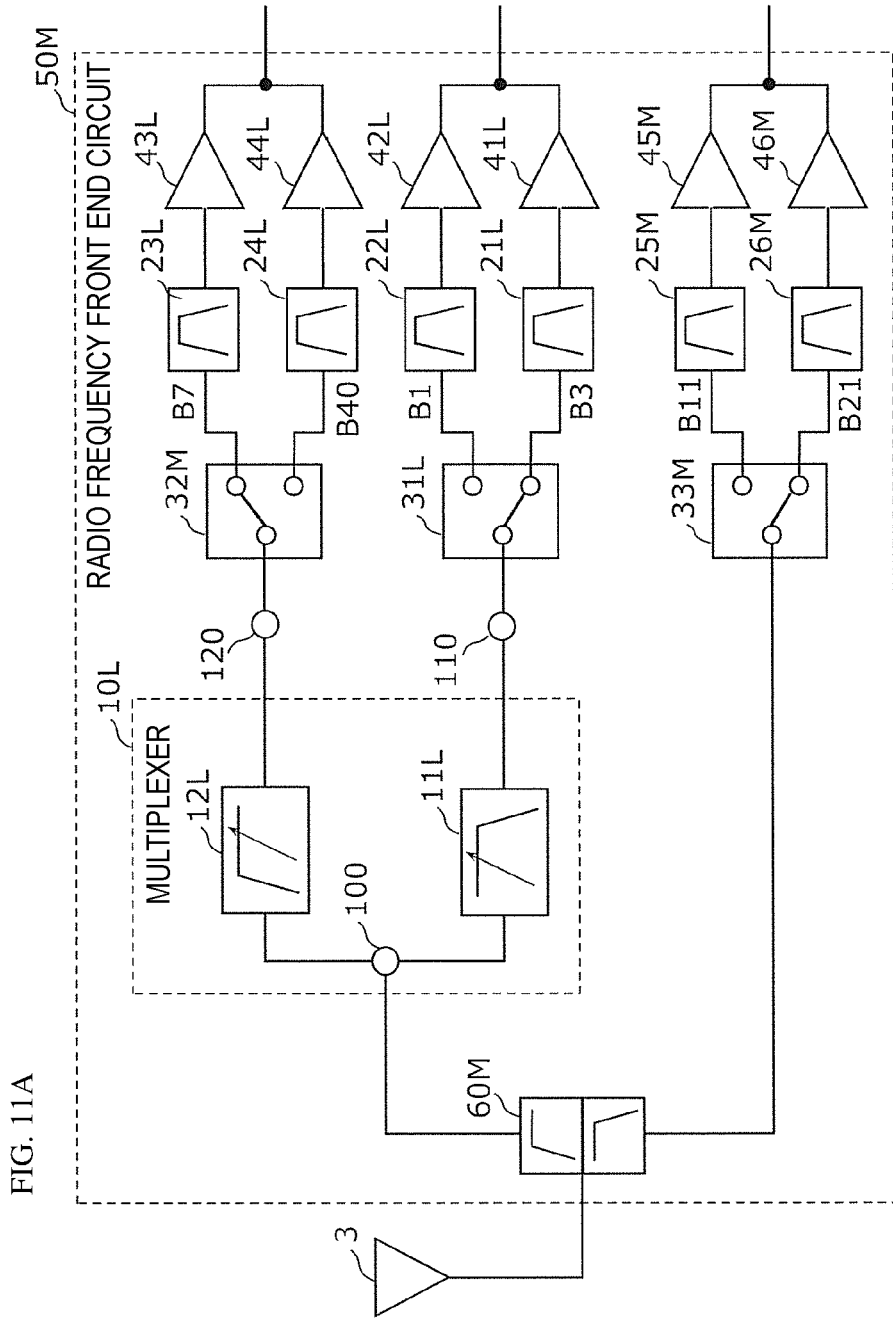 FIG. 11A
50M
RADIO FREQUENCY FRONT END CIRCUIT
10L
MULTIPLEXER
3
60M
100
12L
11L
120
110
32M
31L
33M
B7
B40
B1
B3
B11
B21
23L
24L
22L
21L
25M
26M
43L
44L
42L
41L
45M
46M